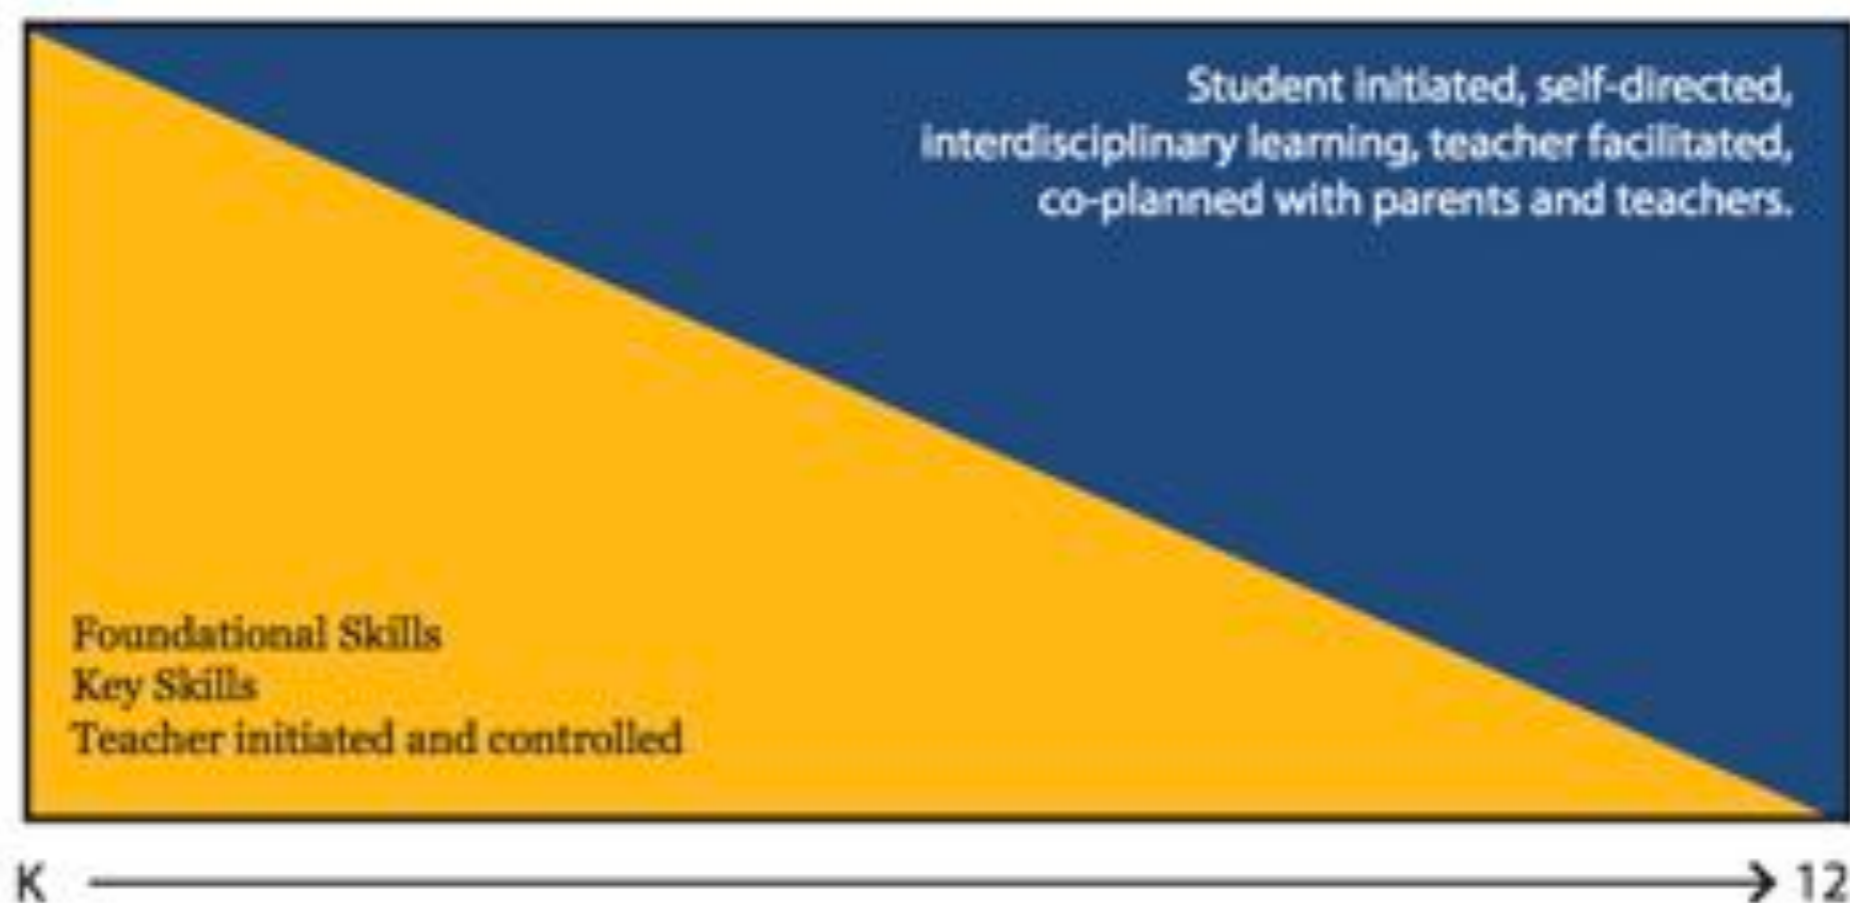 Student initiated, self-directed,
interdisciplinary learning, teacher facilitated,
co-planned with parents and teachers.
Foundational Skills
Key Skills
Teacher initiated and controlled
K 12